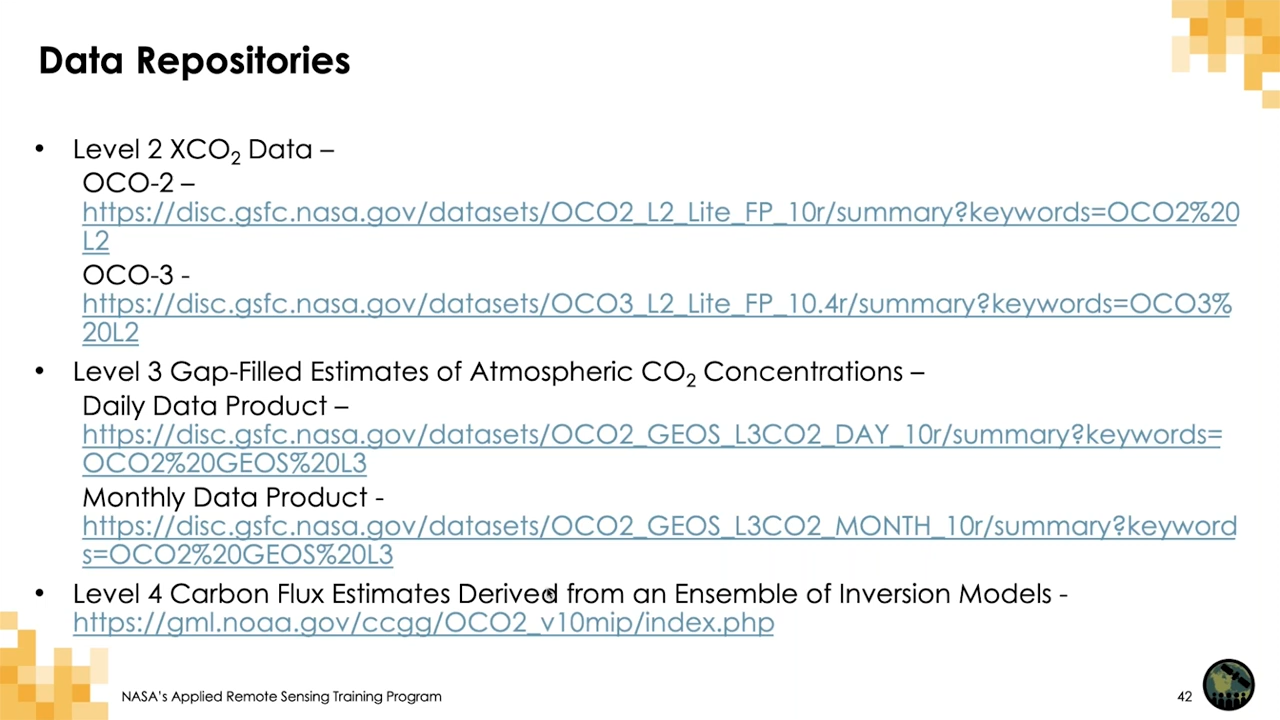 Data Repositories
• Level 2 XCO₂ Data –
OCO-2 –
https://disc.gsfc.nasa.gov/datasets/OCO2_L2_Lite_FP_10r/summary?keywords=OCO2%20
L2
OCO-3 -
https://disc.gsfc.nasa.gov/datasets/OCO3_L2_Lite_FP_10.4r/summary?keywords=OCO3%
20L2
• Level 3 Gap-Filled Estimates of Atmospheric CO₂ Concentrations –
Daily Data Product –
https://disc.gsfc.nasa.gov/datasets/OCO2_GEOS_L3CO2_DAY_10r/summary?keywords=
OCO2%20GEOS%20L3
Monthly Data Product -
https://disc.gsfc.nasa.gov/datasets/OCO2_GEOS_L3CO2_MONTH_10r/summary?keyword
s=OCO2%20GEOS%20L3
• Level 4 Carbon Flux Estimates Derived from an Ensemble of Inversion Models -
https://gml.noaa.gov/ccgg/OCO2_v10mip/index.php
NASA's Applied Remote Sensing Training Program
42